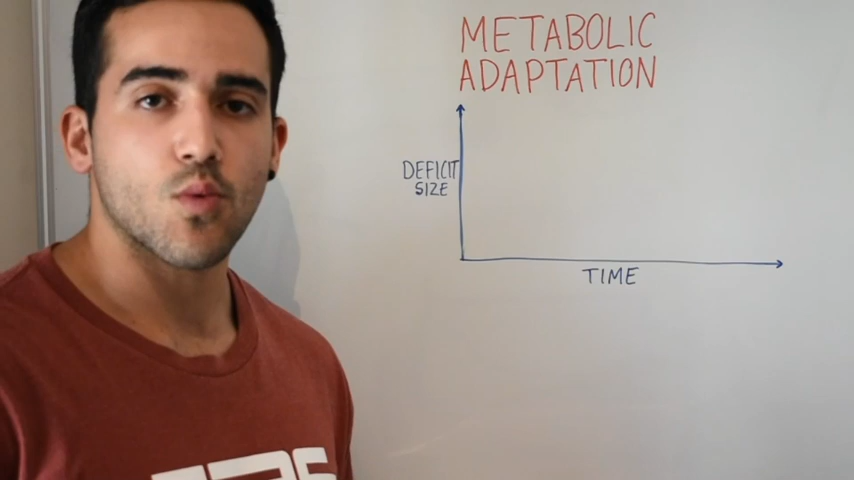 METABOLIC
ADAPTATION
DEFICIT
SIZE
TIME